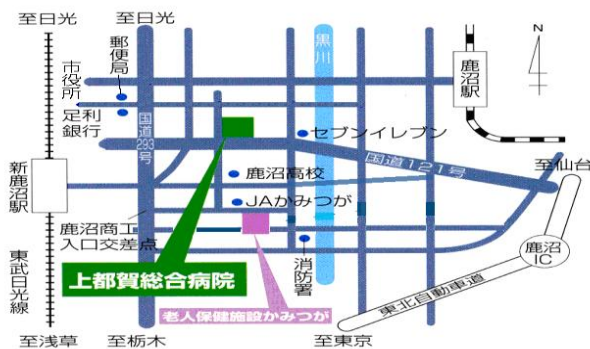 至日光
至日光
N
郵便局
市役所
足利
銀行
黒川
鹿沼駅
セブンイレブン
国道293号
国道121号
至仙台
鹿沼高校
新鹿沼駅
JAかみつが
鹿沼商工
入口交差点
鹿沼
IC
消防署
上都賀総合病院
東武日光線
老人保健施設かみつが
東北自動車道
至浅草
至栃木
至東京